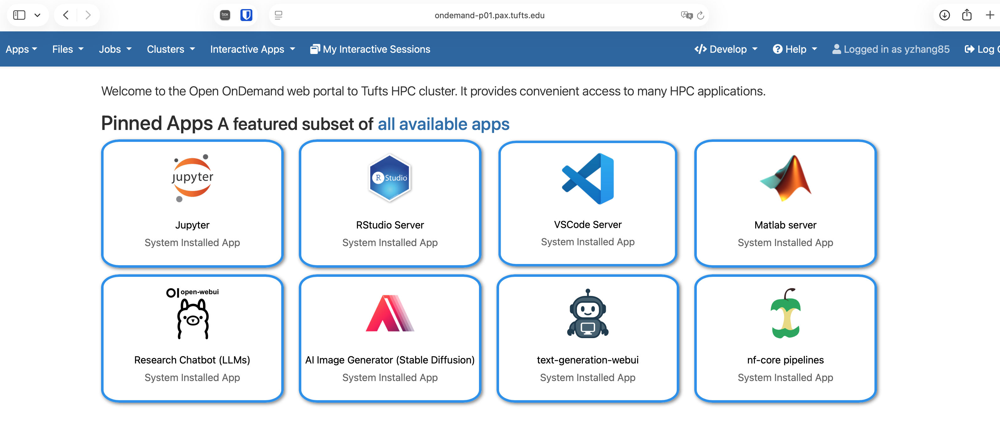 box
TOOLS
ondemand-p01.pax.tufts.edu
Apps Files Jobs Clusters Interactive Apps My Interactive Sessions </> Develop Help Logged in as yzhang85 Log
Welcome to the Open OnDemand web portal to Tufts HPC cluster. It provides convenient access to many HPC applications.
Pinned Apps A featured subset of all available apps
jupyter
R Studio
Jupyter
System Installed App
RStudio Server
System Installed App
VSCode Server
System Installed App
Matlab server
System Installed App
open-webui
Research Chatbot (LLMs)
System Installed App
AI Image Generator (Stable Diffusion)
System Installed App
text-generation-webui
System Installed App
nf-core pipelines
System Installed App